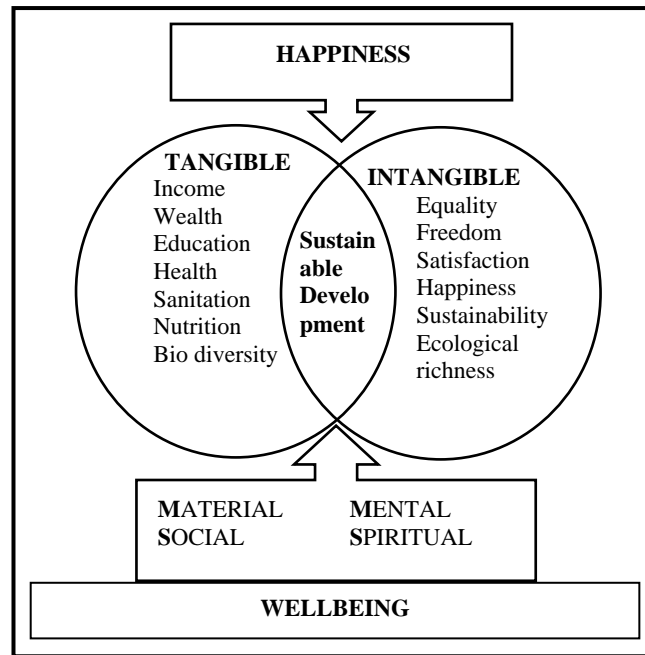 HAPPINESS
TANGIBLE
Income
Wealth
Education
Health
Sanitation
Nutrition
Bio diversity
Sustain
able
Develo
pment
INTANGIBLE
Equality
Freedom
Satisfaction
Happiness
Sustainability
Ecological
richness
MATERIAL MENTAL
SOCIAL SPIRITUAL
WELLBEING